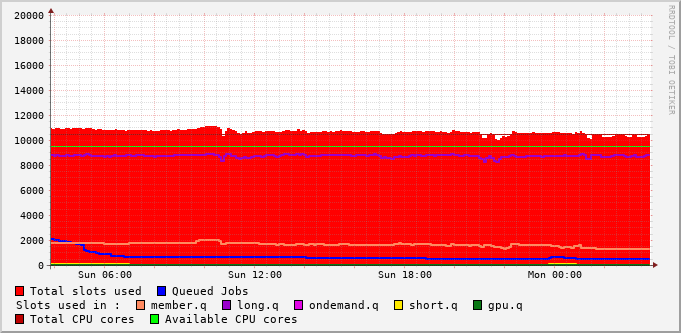 20000
18000
16000
14000
12000
10000
8000
6000
4000
2000
0
Sun 06:00 Sun 12:00 Sun 18:00 Mon 00:00
RRDTOOL / TOBI OETIKER
Total slots used Queued Jobs
Slots used in : member.q long.q ondemand.q short.q gpu.q
Total CPU cores Available CPU cores